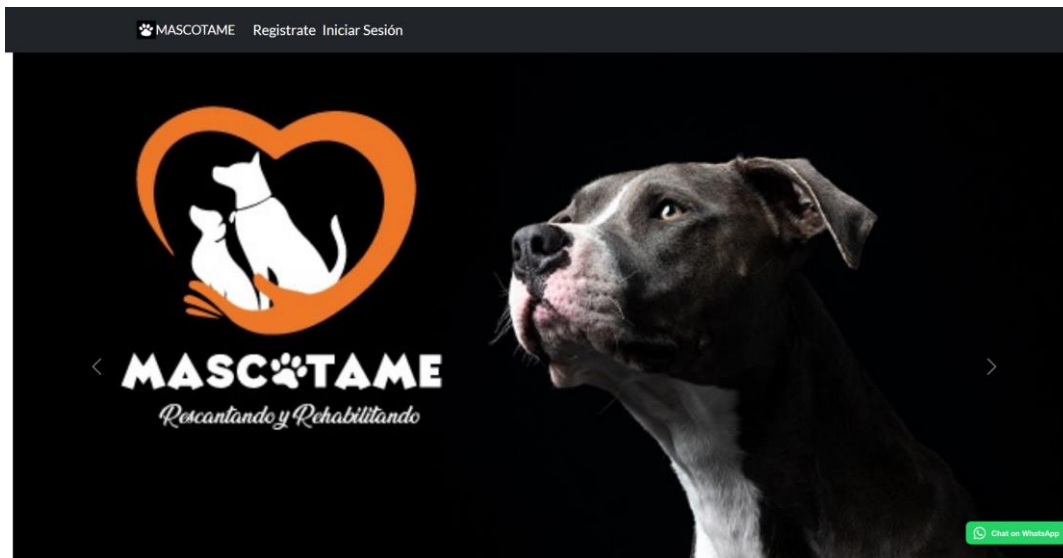 MASCOTAME Registrate Iniciar Sesión
MASCOTAME
Rescantando y Rehabilitando
Chat on WhatsApp